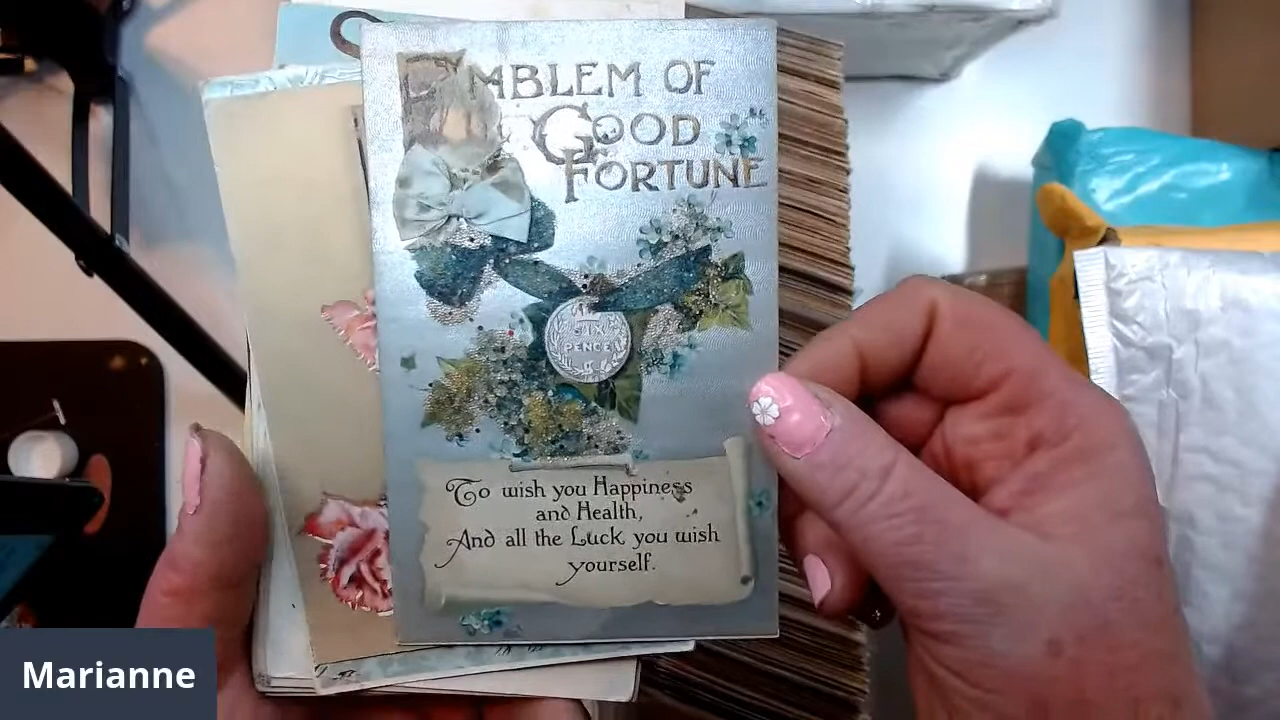 EMBLEM OF
GOOD
FORTUNE
SIX
PENCE
To wish you Happiness
and Health,
And all the Luck you wish
yourself.
Marianne